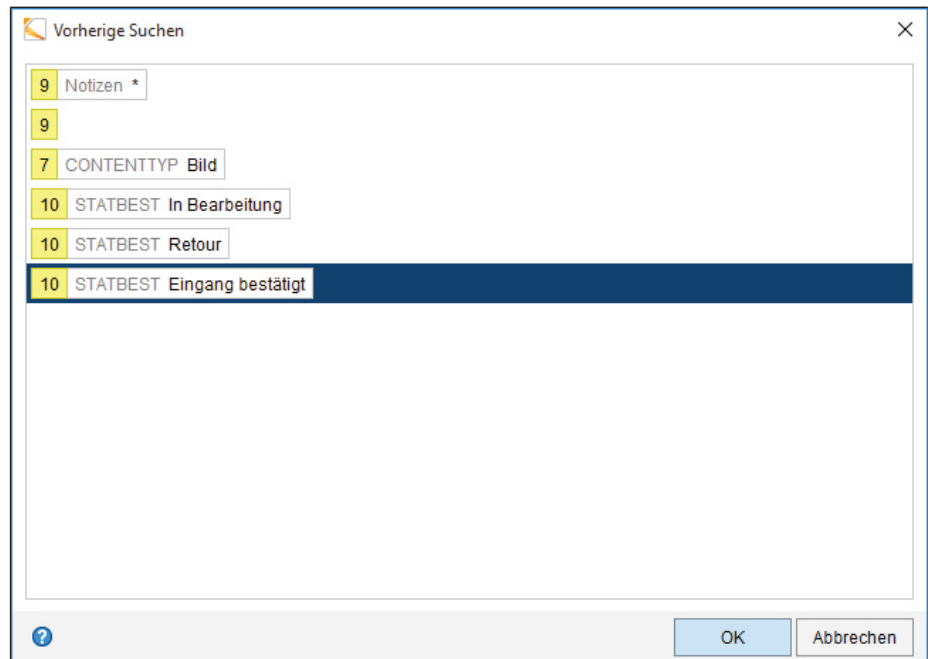 Vorherige Suchen
9 Notizen *
9
7 CONTENTTYP Bild
10 STATBEST In Bearbeitung
10 STATBEST Retour
10 STATBEST Eingang bestätigt
? OK Abbrechen